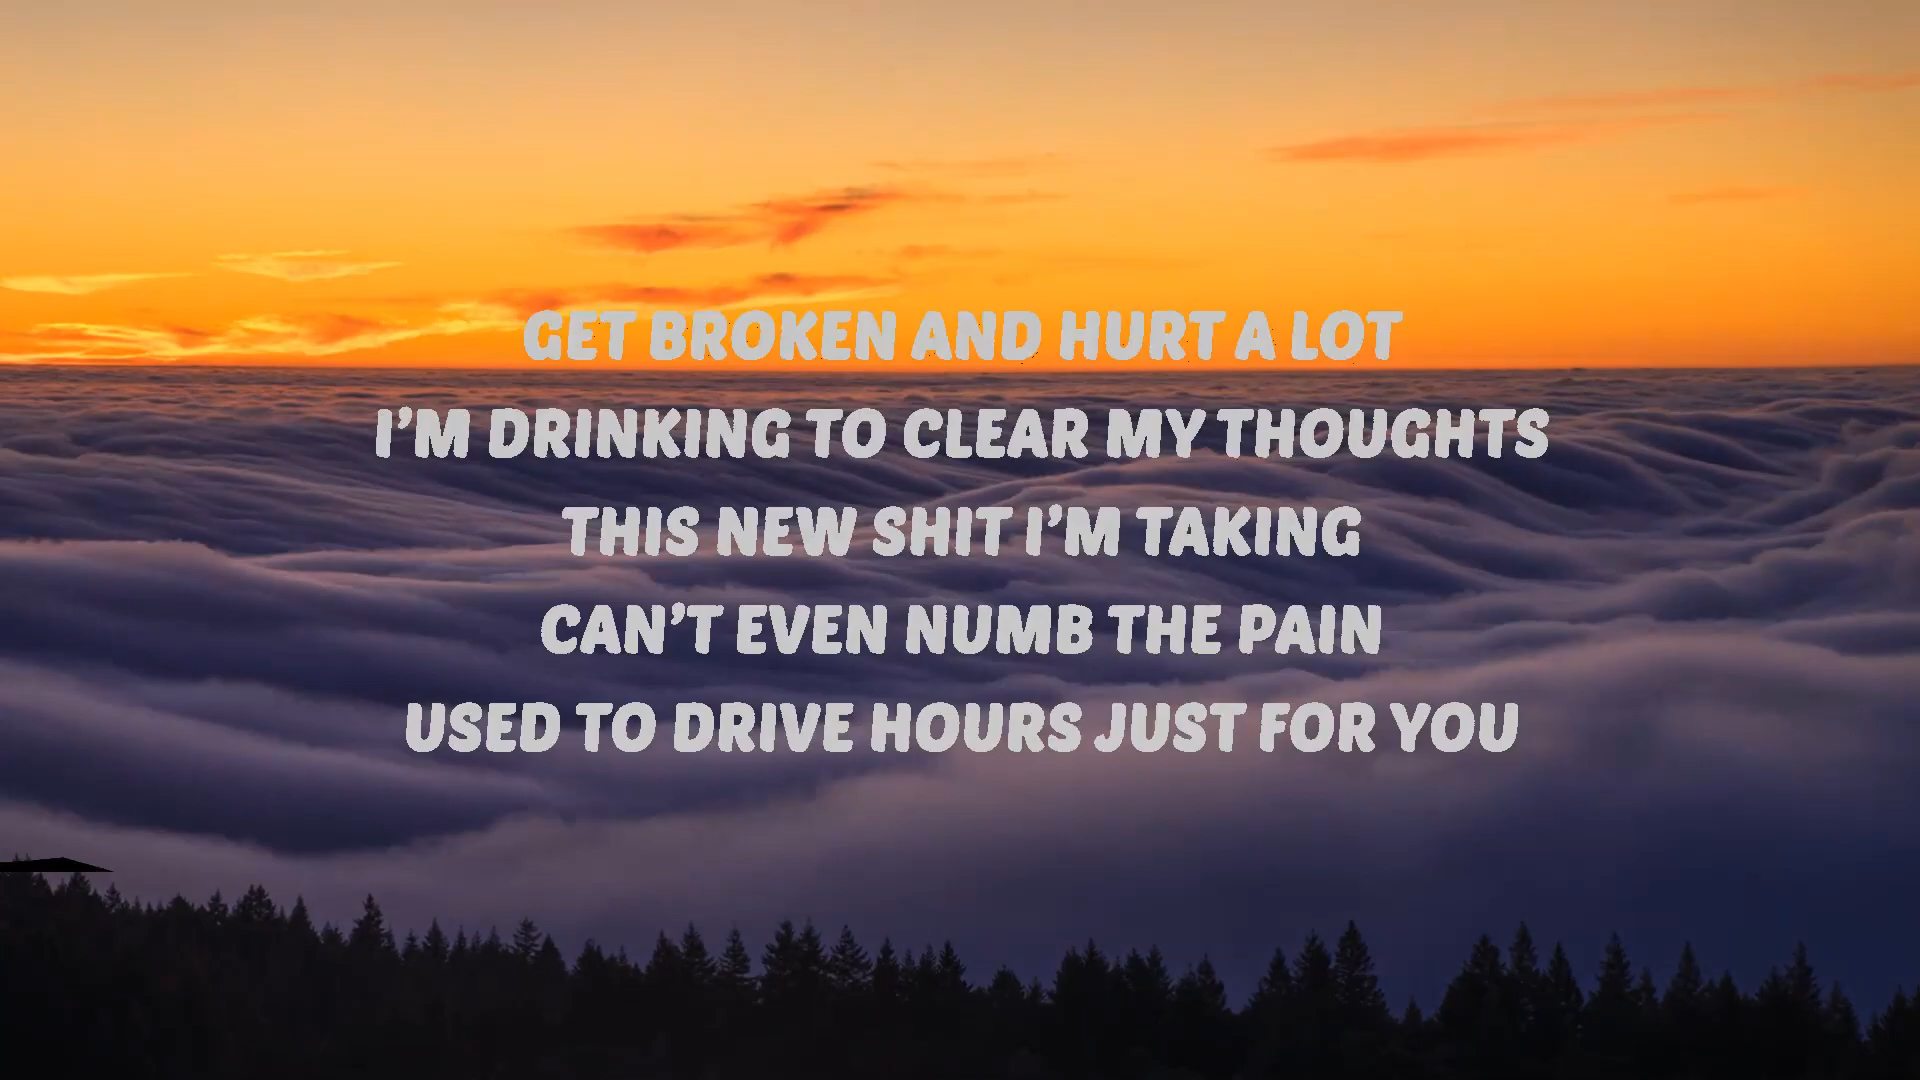 GET BROKEN AND HURT A LOT
I’M DRINKING TO CLEAR MY THOUGHTS
THIS NEW SHIT I’M TAKING
CAN’T EVEN NUMB THE PAIN
USED TO DRIVE HOURS JUST FOR YOU